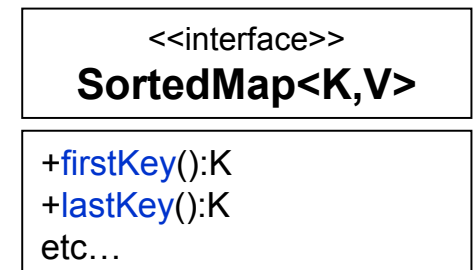 <<interface>>
SortedMap<K,V>
+firstKey():K
+lastKey():K
etc…